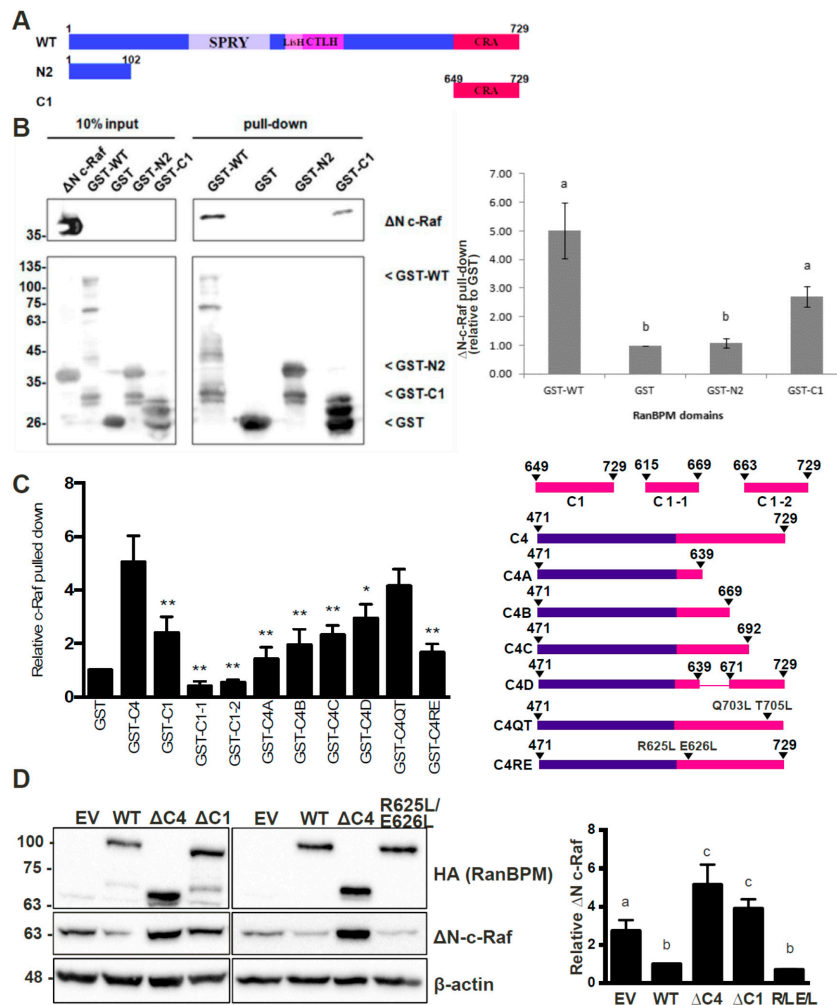 A
1 729
WT SPRY LisH CTLH CRA
1 102
N2
649 729
C1 CRA
B
10% input pull-down
ΔN c-Raf GST-WT GST GST-N2 GST-C1 GST-WT GST GST-N2 GST-C1
35- ΔN c-Raf
135-
100-
75-
63-
45-
35-
26-
< GST-WT
< GST-N2
< GST-C1
< GST
ΔN-c-Raf pull-down
(relative to GST)
6.00
5.00
4.00
3.00
2.00
1.00
0.00
a b b a
GST-WT GST GST-N2 GST-C1
RanBPM domains
C
Relative c-Raf pulled down
8
6
4
2
0
** ** ** ** ** ** * **
GST GST-C4 GST-C1 GST-C1-1 GST-C1-2 GST-C4A GST-C4B GST-C4C GST-C4D GST-C4QT GST-C4RE
649 729 615 669 663 729
C1 C1-1 C1-2
471 729
C4
471 639
C4A
471 669
C4B
471 692
C4C
471 639 671 729
C4D
471 Q703L T705L
C4QT
471 R625L E626L 729
C4RE
D
EV WT ΔC4 ΔC1 EV WT ΔC4 R625L/
E626L
100 -
75 -
63 -
HA (RanBPM)
63 - ΔN-c-Raf
48 - β-actin
Relative ΔN c-Raf
8
6
4
2
0
a b c c b
EV WT ΔC4 ΔC1 R/L E/L